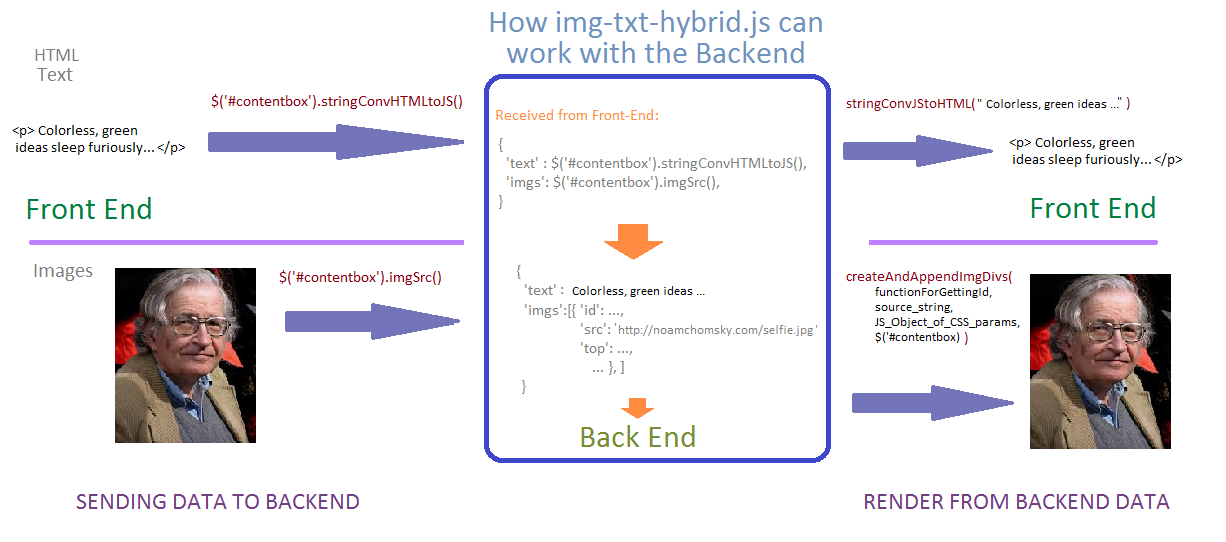 How img-txt-hybrid.js can
work with the Backend
HTML
Text
$('#contentbox').stringConvHTMLtoJS()
<p> Colorless, green
ideas sleep furiously... </p>
Front End
Images
$('#contentbox').imgSrc()
SENDING DATA TO BACKEND
Received from Front-End:
{
'text' : $('#contentbox').stringConvHTMLtoJS(),
'imgs': $('#contentbox').imgSrc(),
}
{
'text' : Colorless, green ideas ...
'imgs':[{ 'id': ...,
'src': 'http://noamchomsky.com/selfie.jpg'
'top': ...,
... }, ]
}
Back End
stringConvJStoHTML(" Colorless, green ideas ..." )
<p> Colorless, green
ideas sleep furiously... </p>
Front End
createAndAppendImgDivs(
functionForGettingId,
source_string,
JS_Object_of_CSS_params,
$('#contentbox) )
RENDER FROM BACKEND DATA